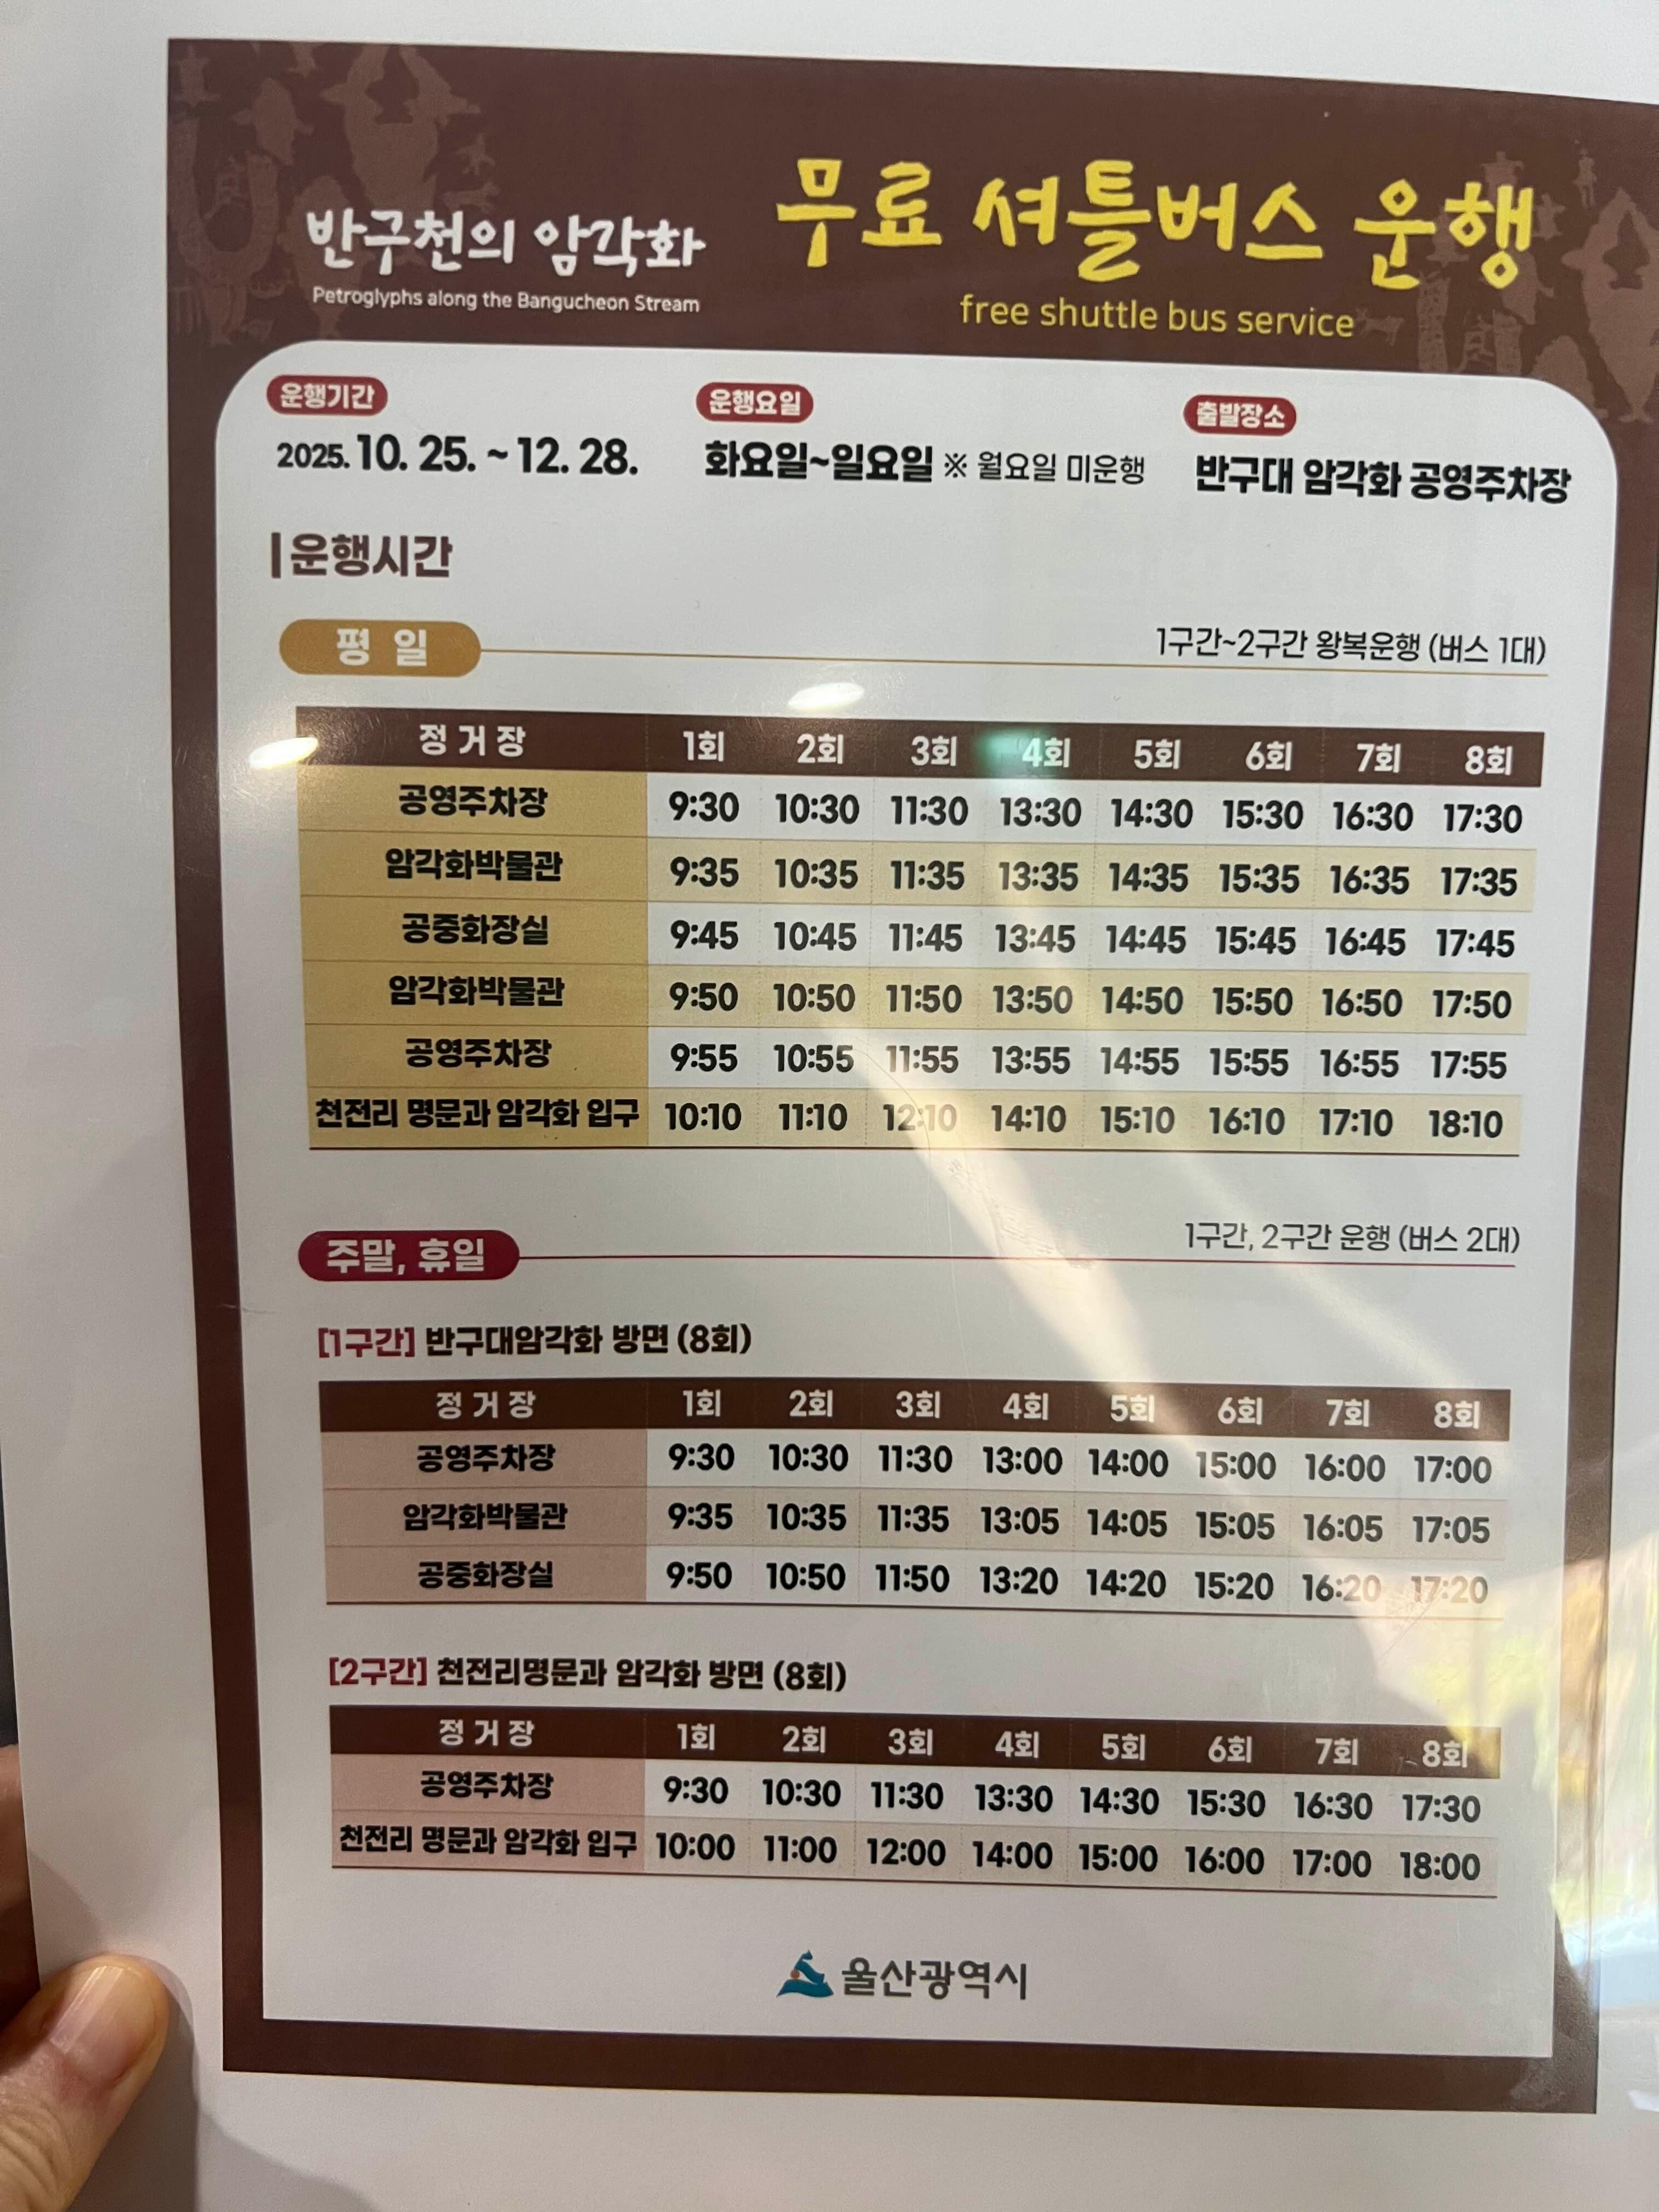 반구천의 암각화
Petroglyphs along the Bangucheon Stream
무료 셔틀버스 운행
free shuttle bus service
운행기간
2025. 10. 25. ~ 12. 28.
운행요일
화요일~일요일 ※ 월요일 미운행
출발장소
반구대 암각화 공영주차장
|운행시간
평 일
1구간~2구간 왕복운행 (버스 1대)
정 거 장 1회 2회 3회 4회 5회 6회 7회 8회
공영주차장 9:30 10:30 11:30 13:30 14:30 15:30 16:30 17:30
암각화박물관 9:35 10:35 11:35 13:35 14:35 15:35 16:35 17:35
공중화장실 9:45 10:45 11:45 13:45 14:45 15:45 16:45 17:45
암각화박물관 9:50 10:50 11:50 13:50 14:50 15:50 16:50 17:50
공영주차장 9:55 10:55 11:55 13:55 14:55 15:55 16:55 17:55
천전리 명문과 암각화 입구 10:10 11:10 12:10 14:10 15:10 16:10 17:10 18:10
주말, 휴일
1구간, 2구간 운행 (버스 2대)
[1구간] 반구대암각화 방면 (8회)
정 거 장 1회 2회 3회 4회 5회 6회 7회 8회
공영주차장 9:30 10:30 11:30 13:00 14:00 15:00 16:00 17:00
암각화박물관 9:35 10:35 11:35 13:05 14:05 15:05 16:05 17:05
공중화장실 9:50 10:50 11:50 13:20 14:20 15:20 16:20 17:20
[2구간] 천전리명문과 암각화 방면 (8회)
정 거 장 1회 2회 3회 4회 5회 6회 7회 8회
공영주차장 9:30 10:30 11:30 13:30 14:30 15:30 16:30 17:30
천전리 명문과 암각화 입구 10:00 11:00 12:00 14:00 15:00 16:00 17:00 18:00
울산광역시